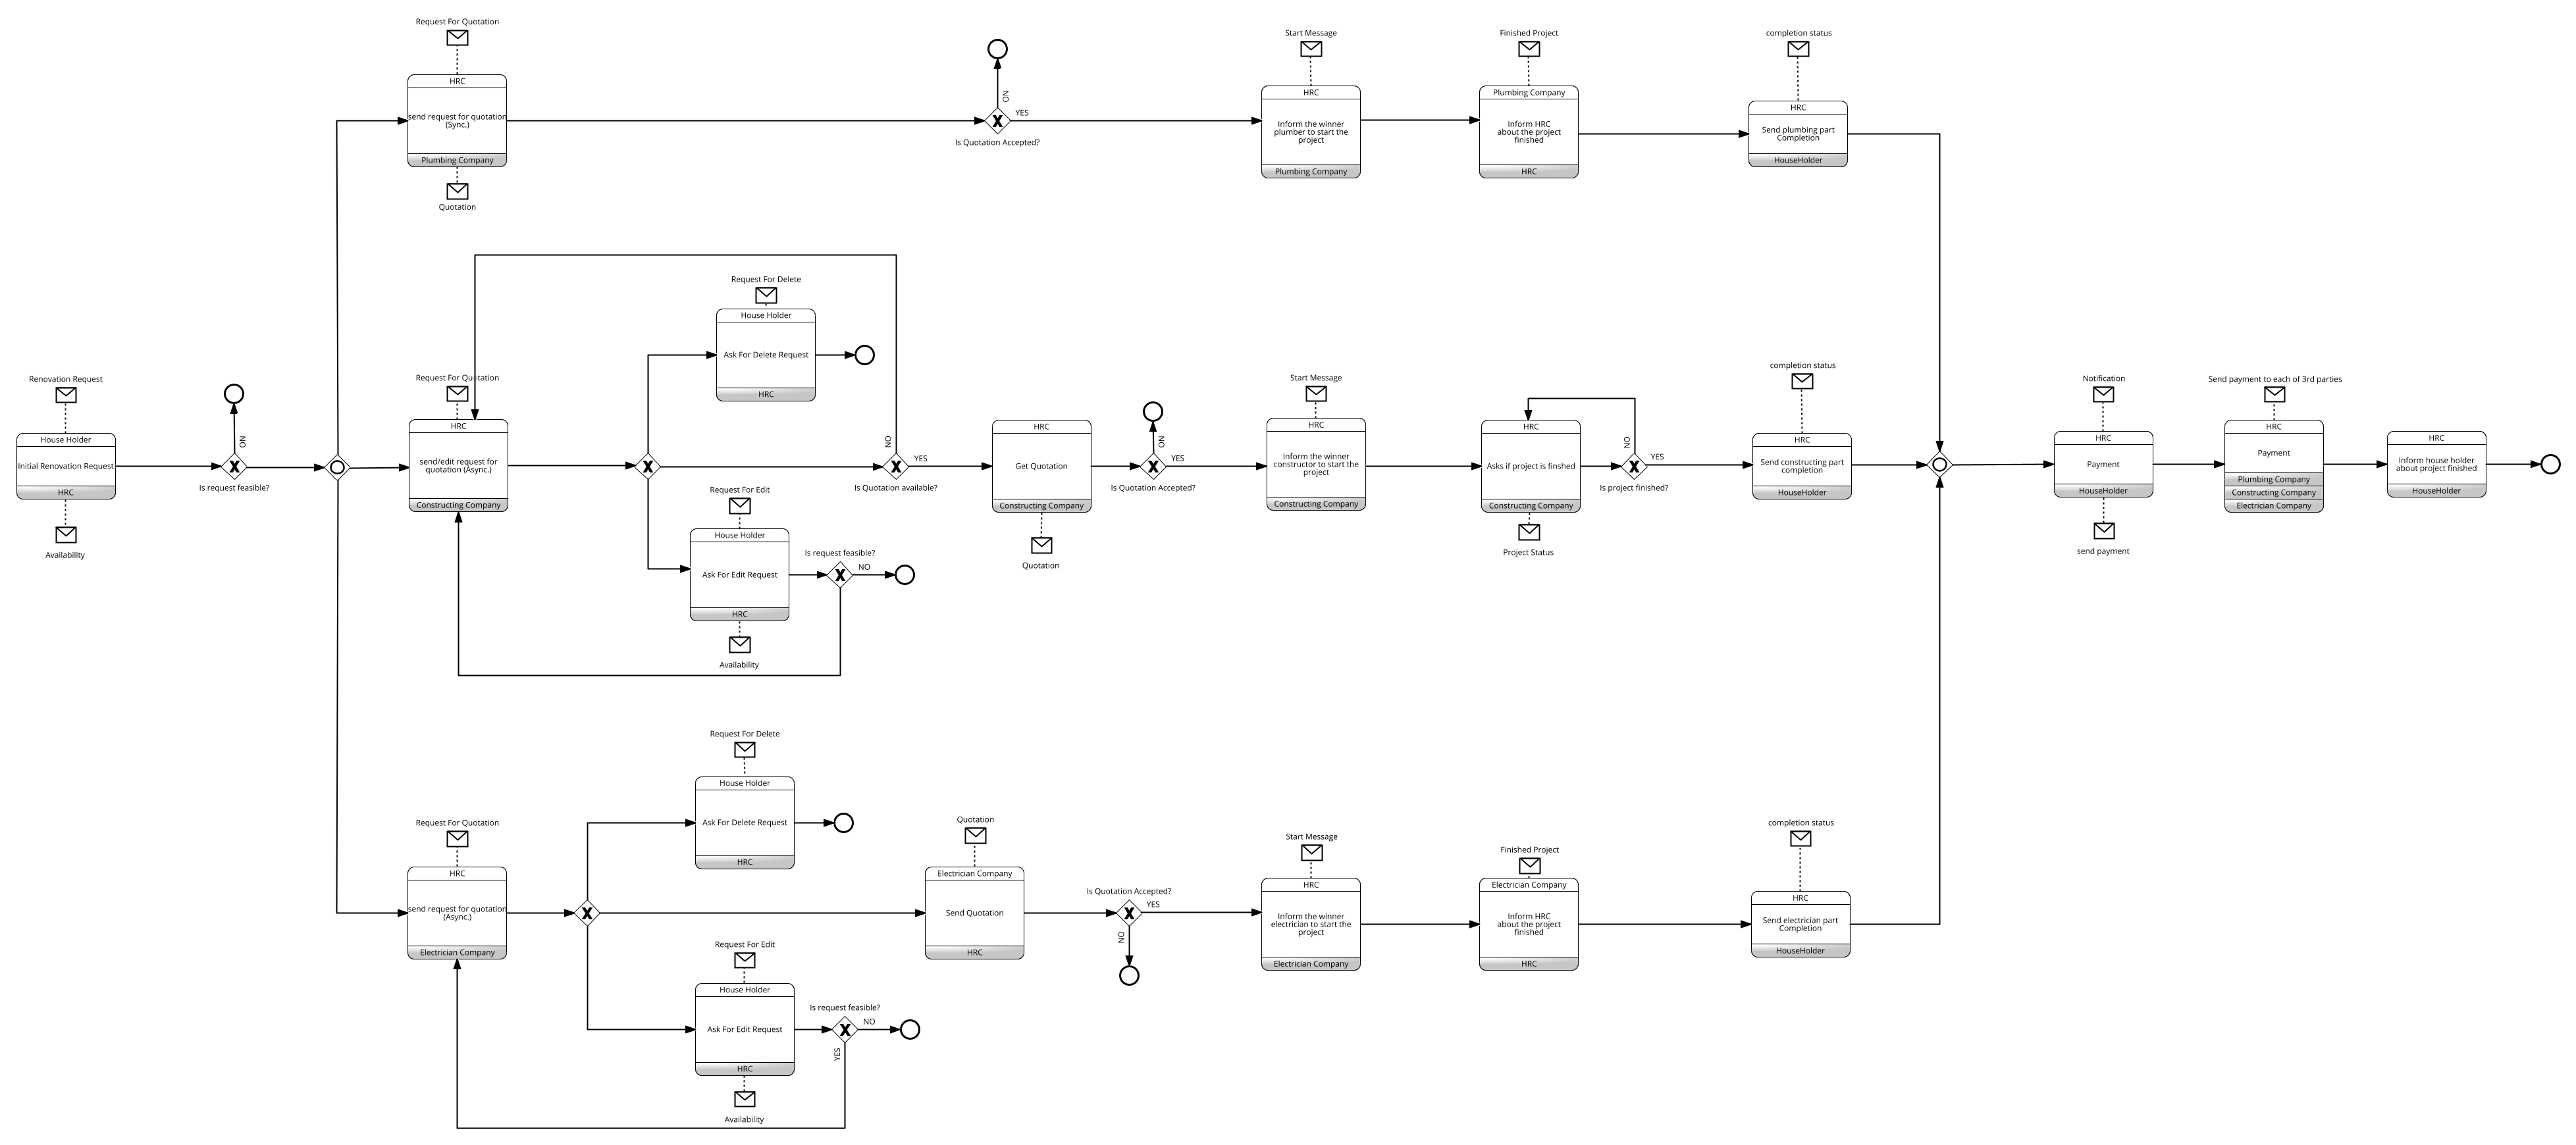 Request For Quotation
HRC
send request for quotation
(Sync.)
Plumbing Company
Quotation
NO
YES
Is Quotation Accepted?
Start Message
HRC
Inform the winner
plumber to start the
project
Plumbing Company
Finished Project
Plumbing Company
Inform HRC
about the project
finished
HRC
completion status
HRC
Send plumbing part
Completion
HouseHolder
Renovation Request
House Holder
Initial Renovation Request
HRC
Availability
NO
Is request feasible?
Request For Quotation
HRC
send/edit request for
quotation (Async.)
Constructing Company
Request For Delete
House Holder
Ask For Delete Request
HRC
Request For Edit
House Holder
Ask For Edit Request
HRC
Availability
Is request feasible?
NO
NO
YES
Is Quotation available?
HRC
Get Quotation
Constructing Company
Quotation
NO
YES
Is Quotation Accepted?
Start Message
HRC
Inform the winner
constructor to start the
project
Constructing Company
HRC
Asks if project is finshed
Constructing Company
Project Status
NO
YES
Is project finished?
completion status
HRC
Send constructing part
completion
HouseHolder
Notification
HRC
Payment
HouseHolder
send payment
Send payment to each of 3rd parties
HRC
Payment
Plumbing Company
Constructing Company
Electrician Company
HRC
Inform house holder
about project finished
HouseHolder
Request For Quotation
HRC
send request for quotation
(Async.)
Electrician Company
Request For Delete
House Holder
Ask For Delete Request
HRC
Request For Edit
House Holder
Ask For Edit Request
HRC
Availability
Is request feasible?
NO
YES
Quotation
Electrician Company
Send Quotation
HRC
Is Quotation Accepted?
YES
NO
Start Message
HRC
Inform the winner
electrician to start the
project
Electrician Company
Finished Project
Electrician Company
Inform HRC
about the project
finished
HRC
completion status
HRC
Send electrician part
Completion
HouseHolder